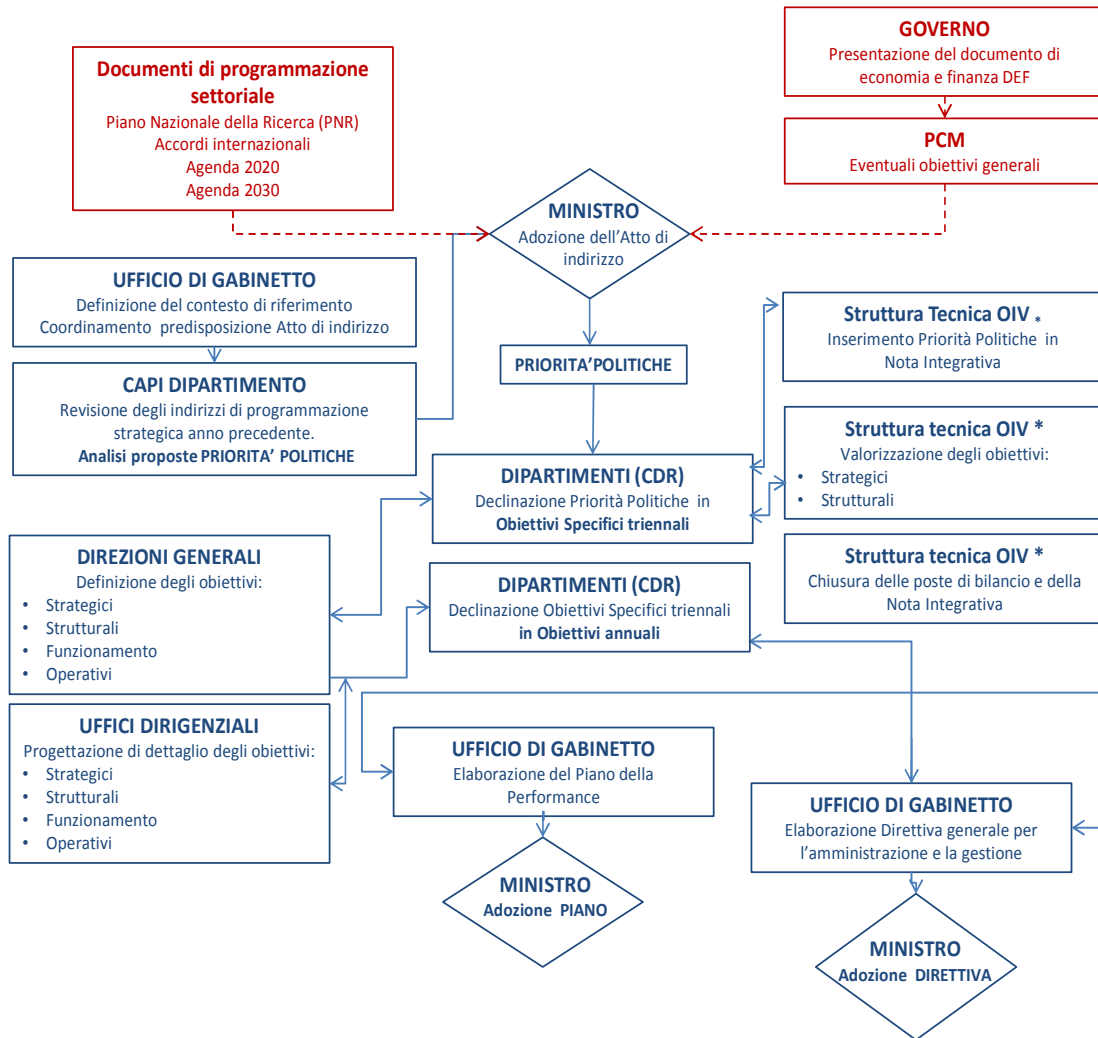 GOVERNO
Presentazione del documento di
economia e finanza DEF
Documenti di programmazione
settoriale
Piano Nazionale della Ricerca (PNR)
Accordi internazionali
Agenda 2020
Agenda 2030
PCM
Eventuali obiettivi generali
MINISTRO
Adozione dell'Atto di
indirizzo
UFFICIO DI GABINETTO
Definizione del contesto di riferimento
Coordinamento predisposizione Atto di indirizzo
CAPI DIPARTIMENTO
Revisione degli indirizzi di programmazione
strategica anno precedente.
Analisi proposte PRIORITA' POLITICHE
PRIORITA'POLITICHE
Struttura Tecnica OIV *
Inserimento Priorità Politiche in
Nota Integrativa
Struttura tecnica OIV *
Valorizzazione degli obiettivi:
• Strategici
• Strutturali
Struttura tecnica OIV *
Chiusura delle poste di bilancio e della
Nota Integrativa
DIPARTIMENTI (CDR)
Declinazione Priorità Politiche in
Obiettivi Specifici triennali
DIPARTIMENTI (CDR)
Declinazione Obiettivi Specifici triennali
in Obiettivi annuali
DIREZIONI GENERALI
Definizione degli obiettivi:
• Strategici
• Strutturali
• Funzionamento
• Operativi
UFFICI DIRIGENZIALI
Progettazione di dettaglio degli obiettivi:
• Strategici
• Strutturali
• Funzionamento
• Operativi
UFFICIO DI GABINETTO
Elaborazione del Piano della
Performance
MINISTRO
Adozione PIANO
UFFICIO DI GABINETTO
Elaborazione Direttiva generale per
l'amministrazione e la gestione
MINISTRO
Adozione DIRETTIVA